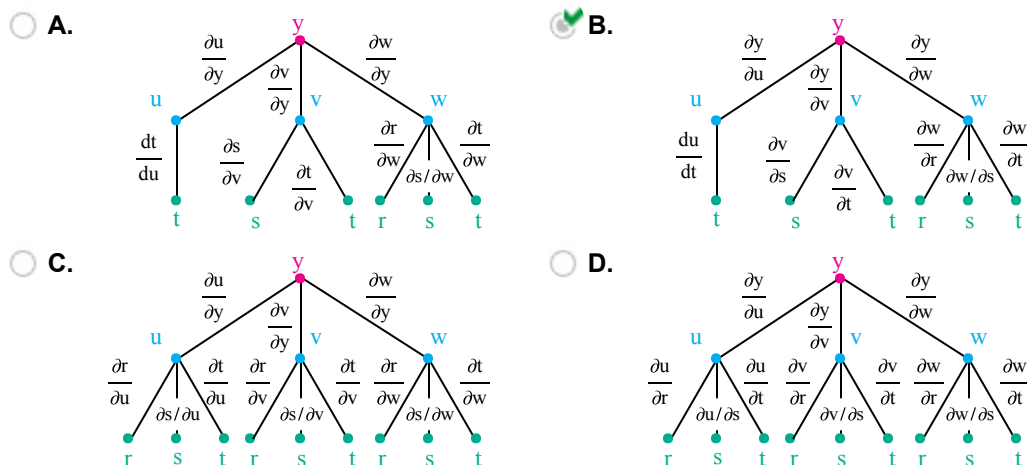 A.
y
∂u/∂y ∂v/∂y ∂w/∂y
u v w
dt/du ∂s/∂v ∂t/∂v ∂r/∂w ∂s/∂w ∂t/∂w
t s t r s t
B.
y
∂y/∂u ∂y/∂v ∂y/∂w
u v w
du/dt ∂v/∂s ∂v/∂t ∂w/∂r ∂w/∂s ∂w/∂t
t s t r s t
C.
y
∂u/∂y ∂v/∂y ∂w/∂y
u v w
∂r/∂u ∂s/∂u ∂t/∂u ∂r/∂v ∂s/∂v ∂t/∂v ∂r/∂w ∂s/∂w ∂t/∂w
r s t r s t r s t
D.
y
∂y/∂u ∂y/∂v ∂y/∂w
u v w
∂u/∂r ∂u/∂s ∂u/∂t ∂v/∂r ∂v/∂s ∂v/∂t ∂w/∂r ∂w/∂s ∂w/∂t
r s t r s t r s t